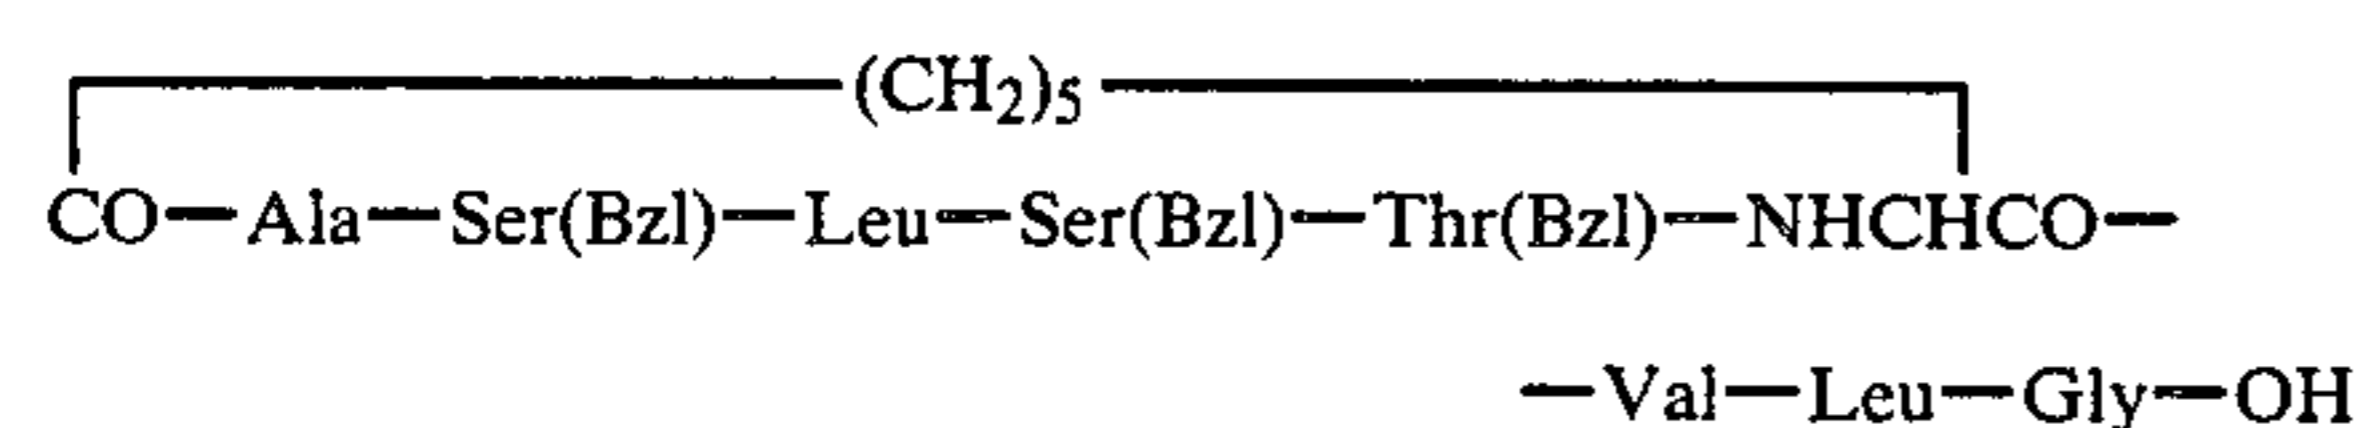 (CH2)5
CO—Ala—Ser(Bzl)—Leu—Ser(Bzl)—Thr(Bzl)—NHCHCO—
—Val—Leu—Gly—OH